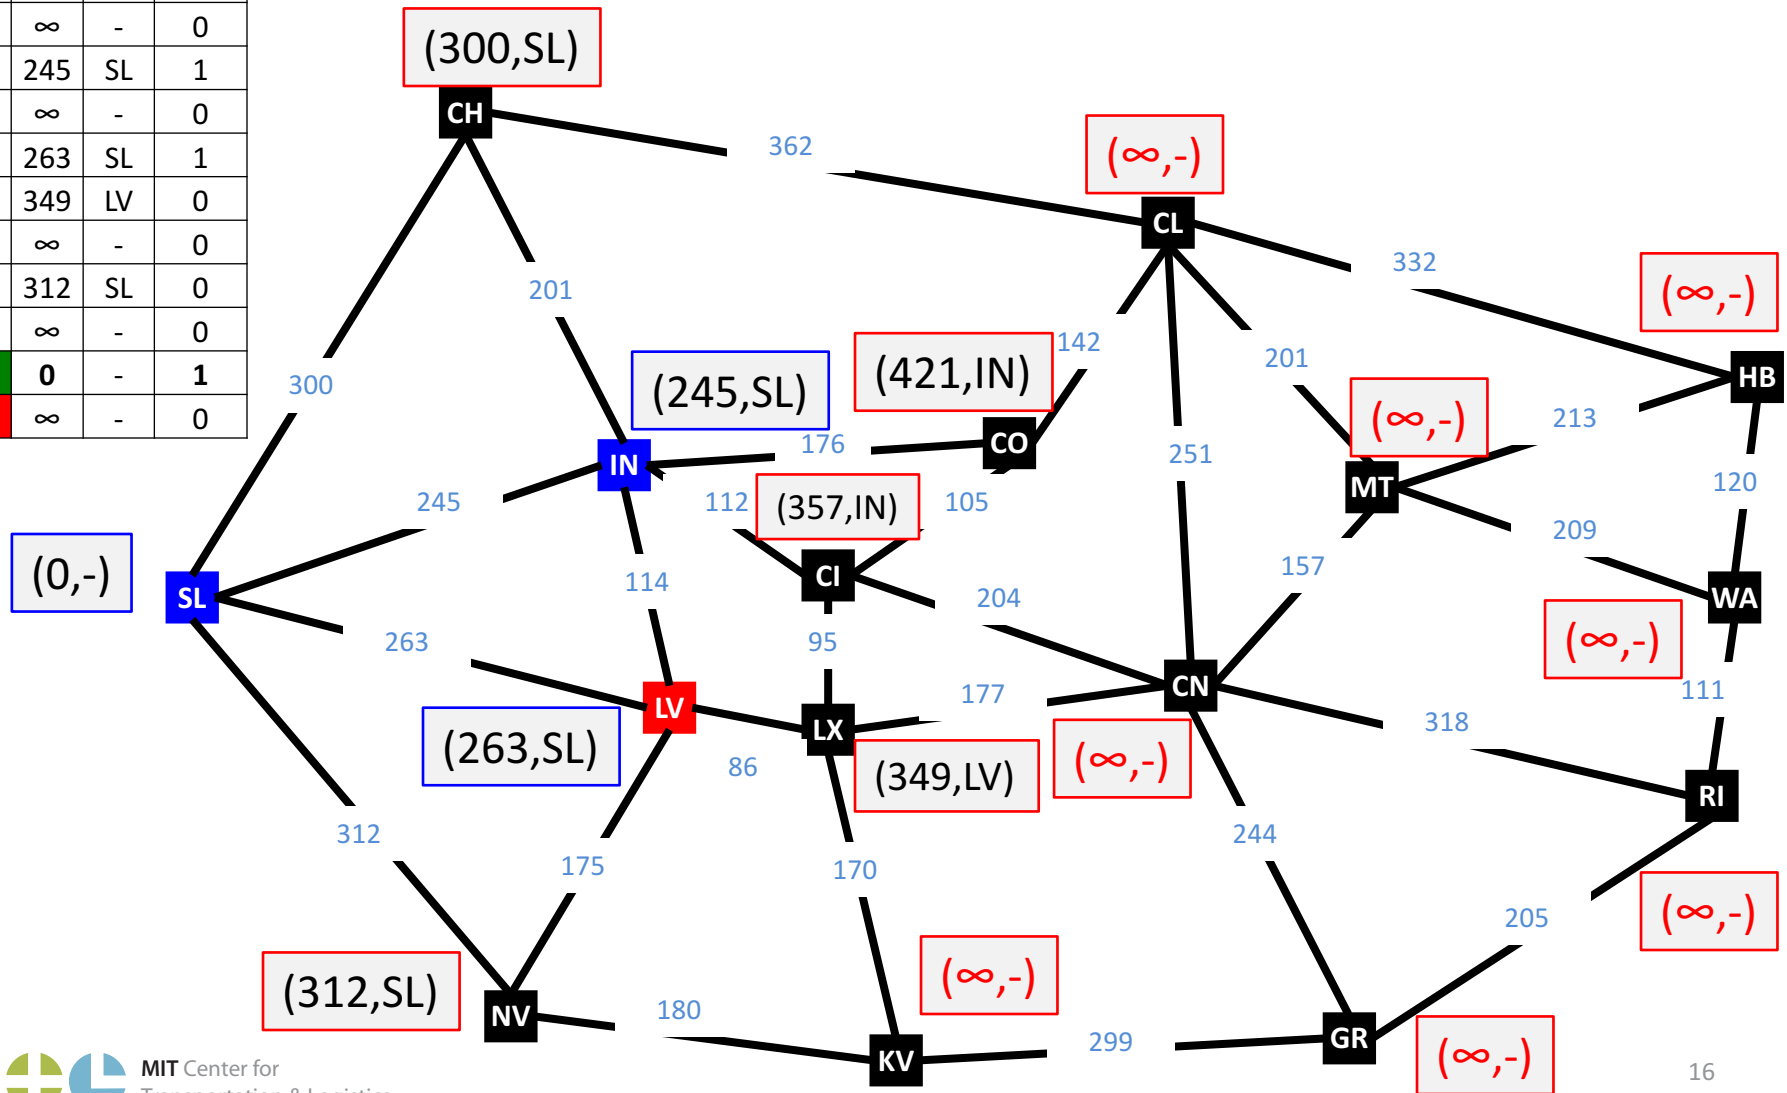 ∞ - 0
245 SL 1
∞ - 0
263 SL 1
349 LV 0
∞ - 0
312 SL 0
∞ - 0
0 - 1
∞ - 0
(300,SL)
CH
362
(∞,-)
CL
332
(∞,-)
HB
201
300
(245,SL)
(421,IN)
142
201
(∞,-)
213
IN
176
CO
251
MT
120
245
112
(357,IN)
105
209
(0,-)
SL
114
CI
204
157
WA
(∞,-)
263
95
CN
111
LV
(263,SL)
86
LX
177
(349,LV)
(∞,-)
318
RI
312
175
170
244
(∞,-)
205
(312,SL)
NV
180
(∞,-)
KV
299
GR
(∞,-)
MIT Center for
Transportation & Logistics
16